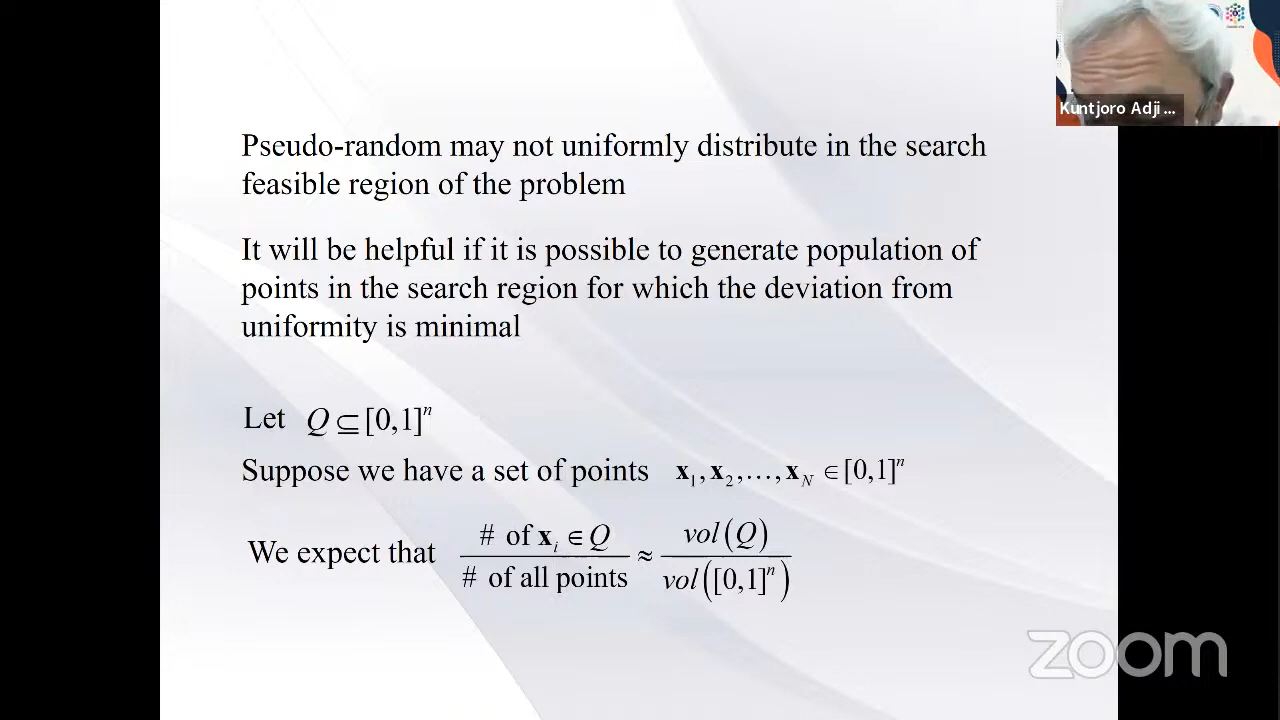 Kuntjoro Adji ...
Pseudo-random may not uniformly distribute in the search
feasible region of the problem
It will be helpful if it is possible to generate population of
points in the search region for which the deviation from
uniformity is minimal
Let Q ⊆ [0,1]ⁿ
Suppose we have a set of points x₁, x₂, …, x_N ∈ [0,1]ⁿ
We expect that (# of xᵢ ∈ Q) / (# of all points) ≈ vol(Q) / vol([0,1]ⁿ)
zoom